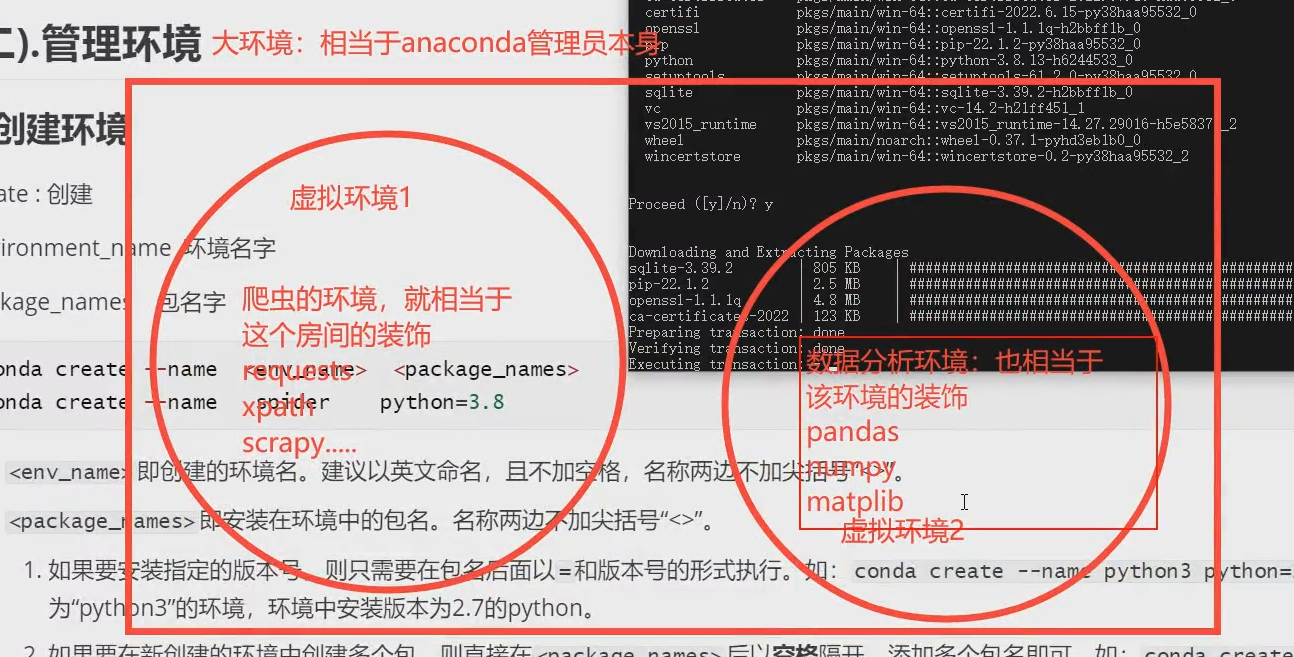 二).管理环境
大环境：相当于anaconda管理员本身
certifi pkgs/main/win-64::certifi-2022.6.15-py38haa95532_0
openssl pkgs/main/win-64::openssl-1.1.1q-h2bbff1b_0
pip pkgs/main/win-64::pip-22.1.2-py38haa95532_0
python pkgs/main/win-64::python-3.8.13-h6244533_0
setuptools pkgs/main/win-64::setuptools-61.2.0-py38haa95532_0
sqlite pkgs/main/win-64::sqlite-3.39.2-h2bbff1b_0
vc pkgs/main/win-64::vc-14.2-h21ff451_1
vs2015_runtime pkgs/main/win-64::vs2015_runtime-14.27.29016-h5e5837_2
wheel pkgs/main/noarch::wheel-0.37.1-pyhd3eb1b0_0
wincertstore pkgs/main/win-64::wincertstore-0.2-py38haa95532_2
Proceed ([y]/n)? y
Downloading and Extracting Packages
sqlite-3.39.2 | 805 KB | ############################################
pip-22.1.2 | 2.5 MB | ############################################
openssl-1.1.1q | 4.8 MB | ############################################
ca-certificates-2022 | 123 KB | ############################################
Preparing transaction: done
Verifying transaction: done
Executing transaction:
创建环境
ate : 创建
ironment_name 环境名字
kage_names 包名字
onda create --name <env_name> <package_names>
onda create --name spider python=3.8
虚拟环境1
爬虫的环境，就相当于
这个房间的装饰
requests
xpath
scrapy.....
数据分析环境：也相当于
该环境的装饰
pandas
numpy
matplib
虚拟环境2
<env_name>即创建的环境名。建议以英文命名，且不加空格，名称两边不加尖括号“<>”。
<package_names>即安装在环境中的包名。名称两边不加尖括号“<>”。
1. 如果要安装指定的版本号，则只需要在包名后面以=和版本号的形式执行。如：conda create --name python3 python=
为“python3”的环境，环境中安装版本为2.7的python。
2. 如果要在新创建的环境中创建多个包，则直接在<package_names>后以空格隔开，添加多个包名即可。如：conda create